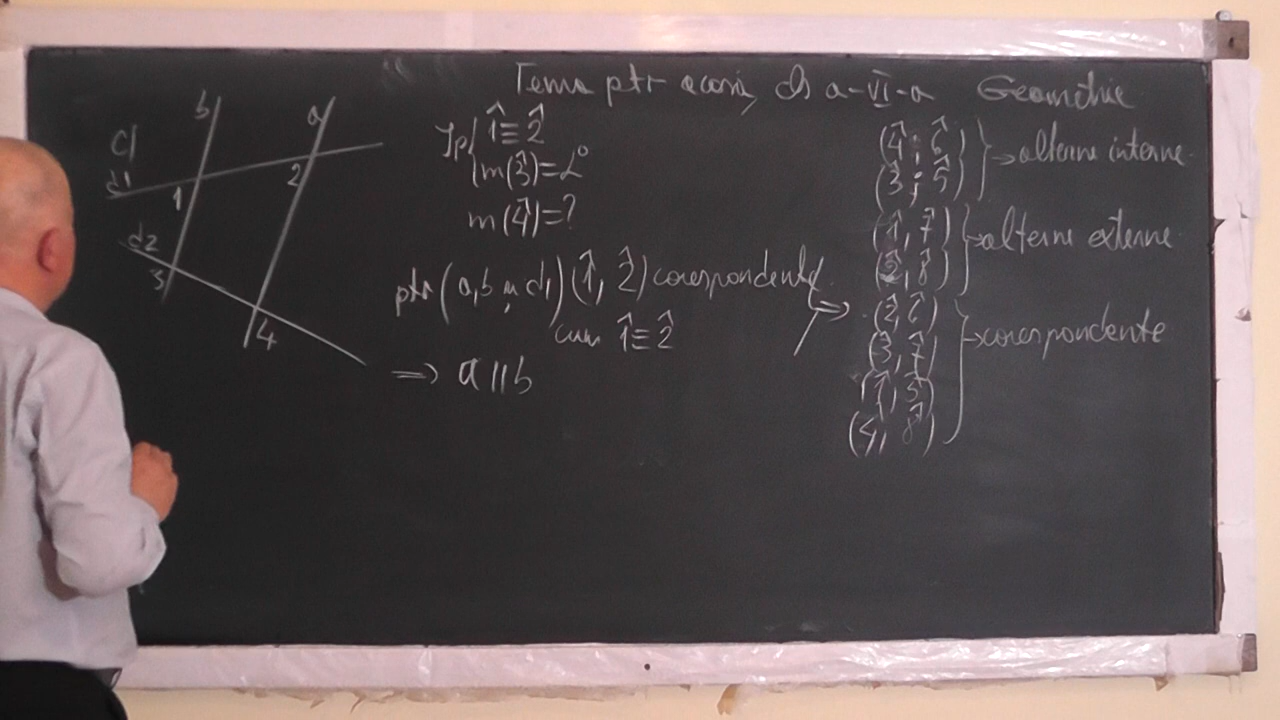 Tema ptr acasă cls a-VI-a Geometrie
C)
b a
d1
1 2
d2
3
4
Ip{ 1̂ ≡ 2̂
m(3̂)=α°
m(4̂)=?
ptr (a,b și d1) (1̂, 2̂) corespondente
cum 1̂ ≡ 2̂
=> a || b
=>
(4̂; 6̂)
(3̂; 5̂) } → alterne interne
(1̂, 7̂)
(2̂, 8̂) } alterne externe
(2̂, 6̂)
(3̂, 7̂)
(1̂, 5̂)
(4̂, 8̂) } corespondente